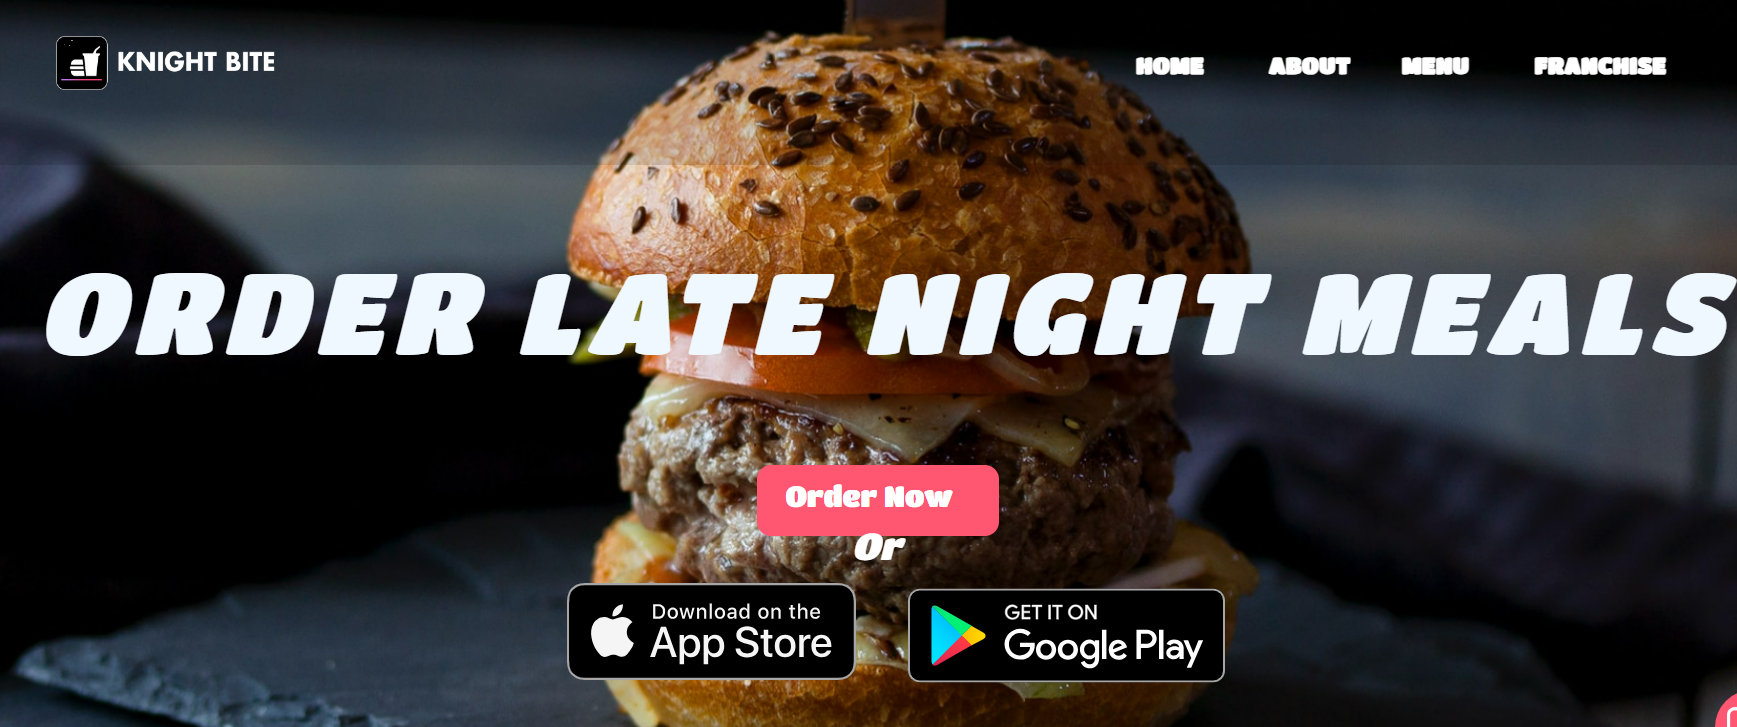 KNIGHT BITE
HOME ABOUT MENU FRANCHISE
ORDER LATE NIGHT MEALS
Order Now
Or
Download on the
App Store
GET IT ON
Google Play